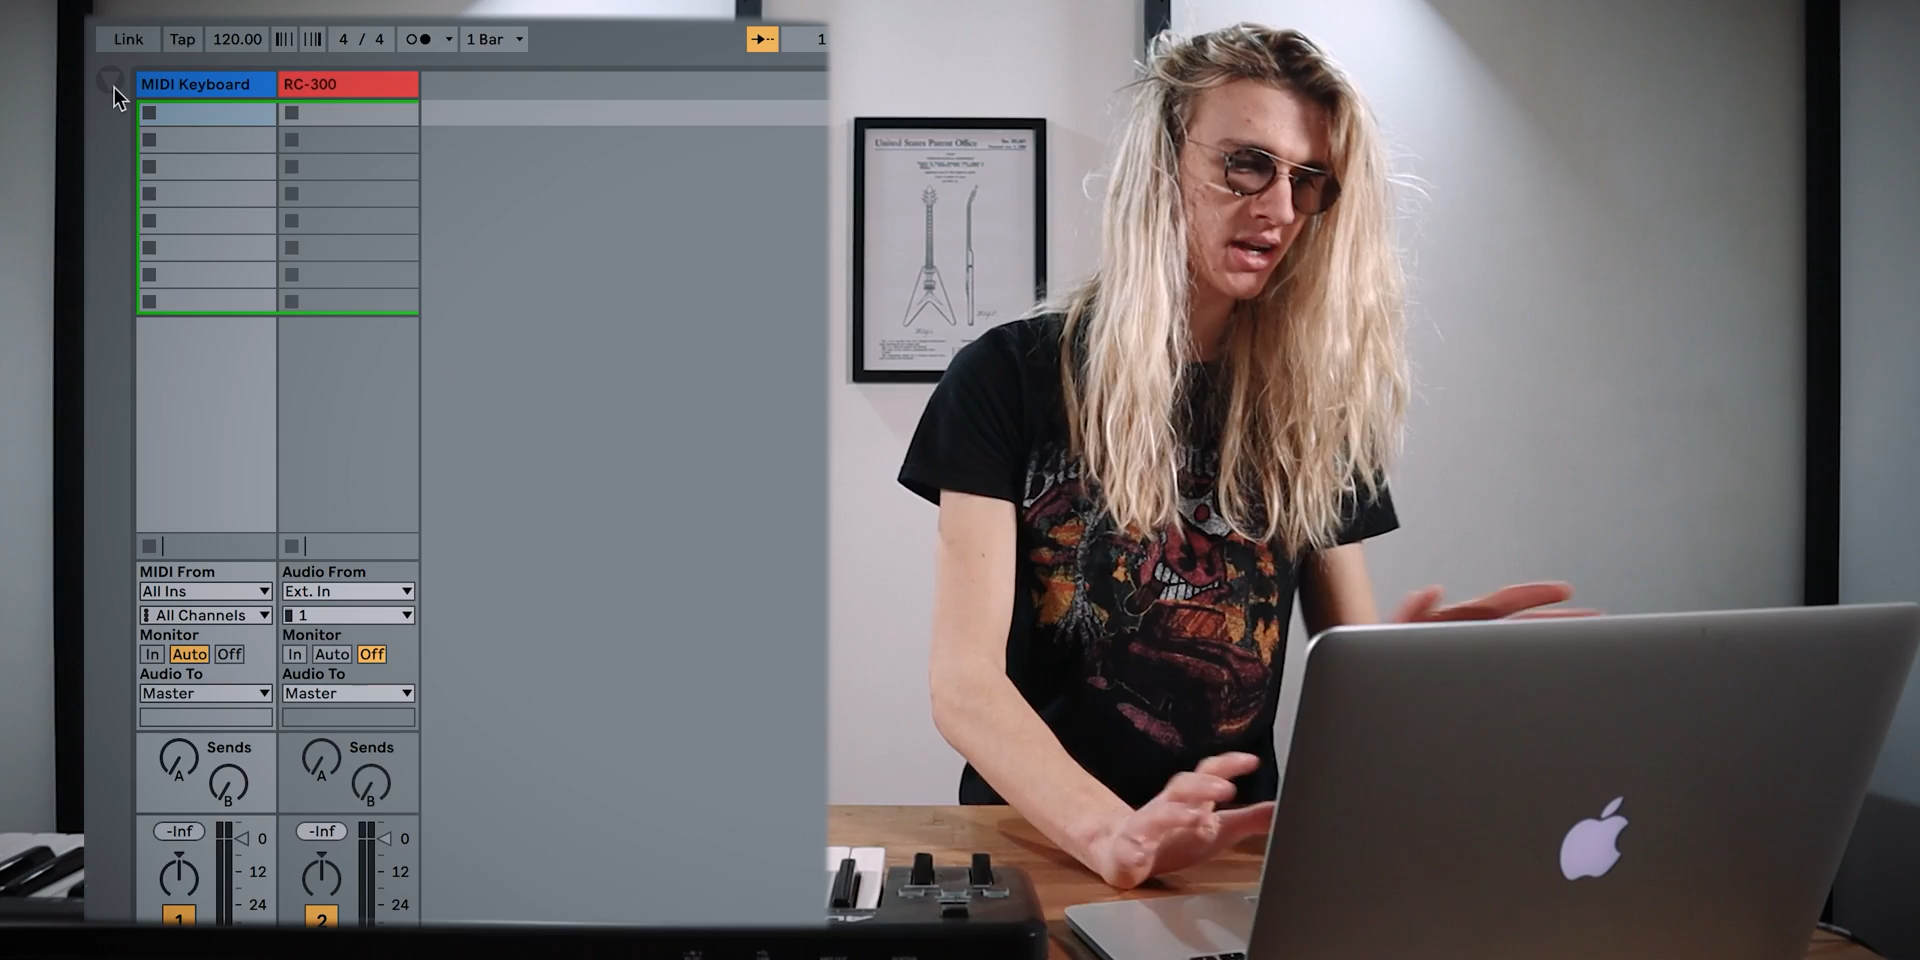 Link Tap 120.00 4 / 4 1 Bar 1
MIDI Keyboard RC-300
MIDI From Audio From
All Ins Ext. In
All Channels 1
Monitor Monitor
In Auto Off In Auto Off
Audio To Audio To
Master Master
Sends Sends
A A
B B
-Inf 0 -Inf 0
12 12
24 24
1 2
United States Patent Office